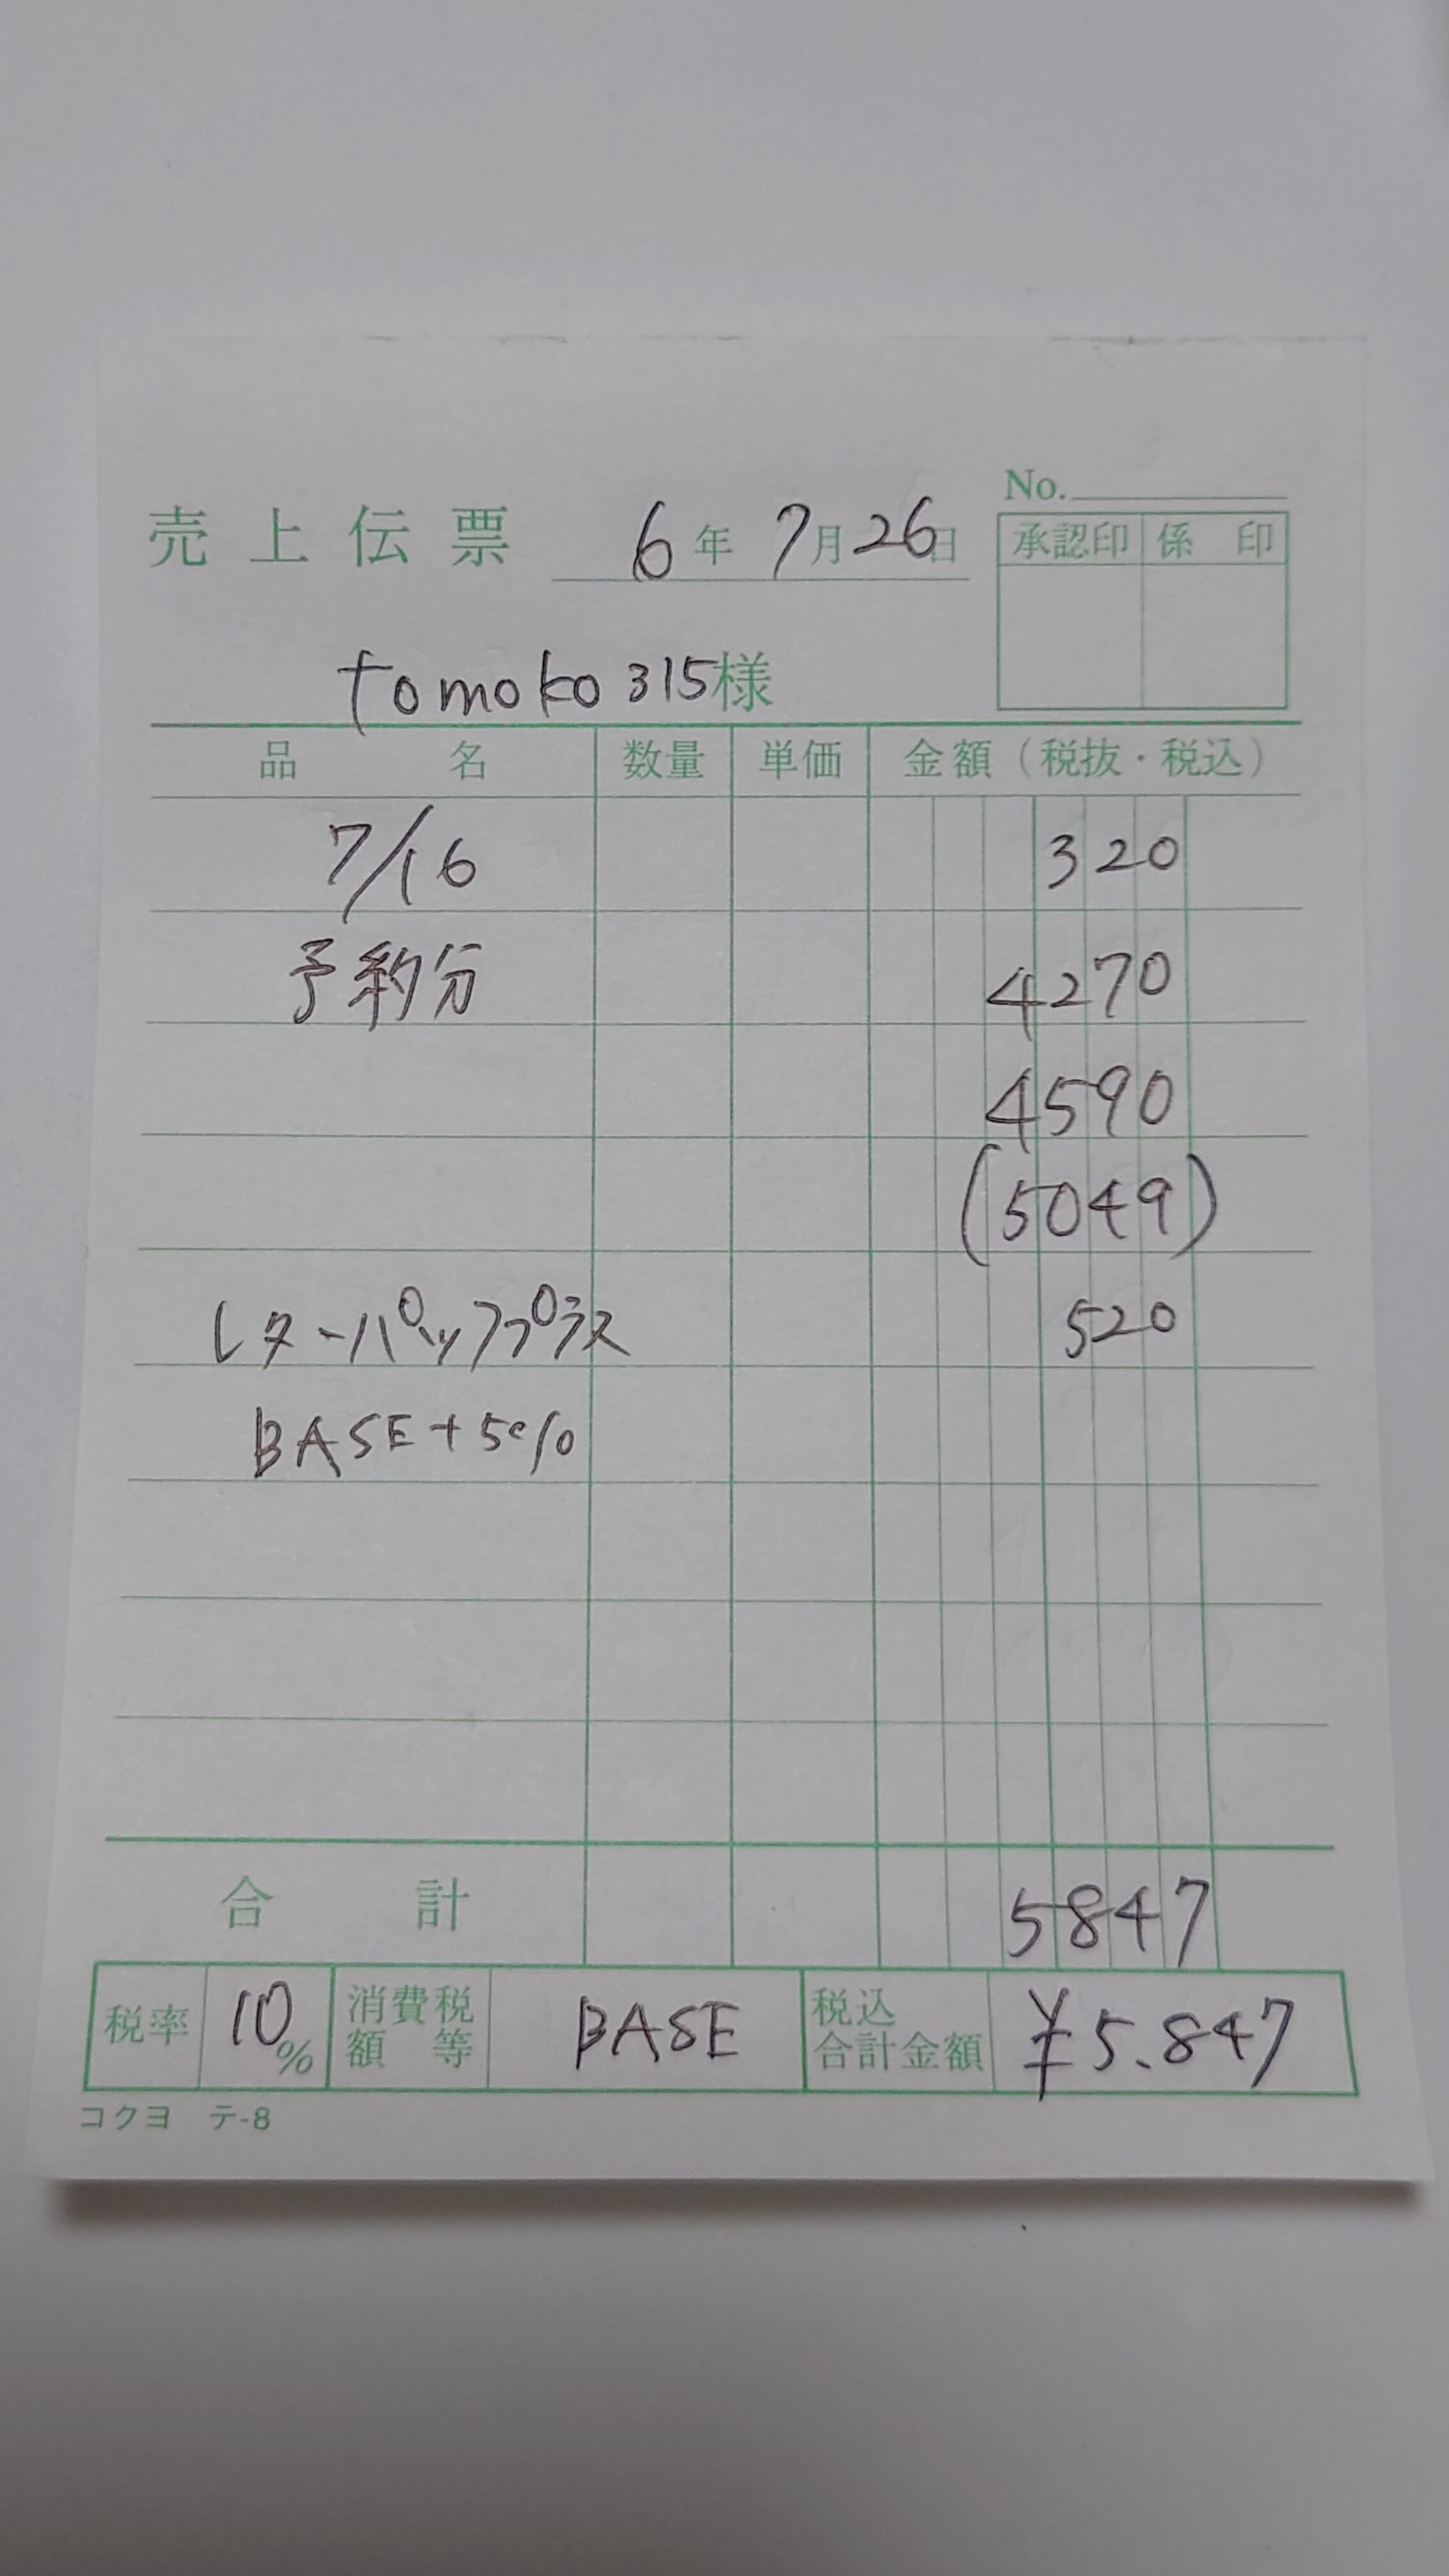 No.
売上伝票 6年7月26日
承認印 係印
tomoko315様
品名 数量 単価 金額(税抜・税込)
7/16 320
予約分 4270
4590
(5049)
レターパッププラス 520
BASE+5%
合計 5847
税率 10% 消費税額等 BASE 税込合計金額 ¥5.847
コクヨ テ-8